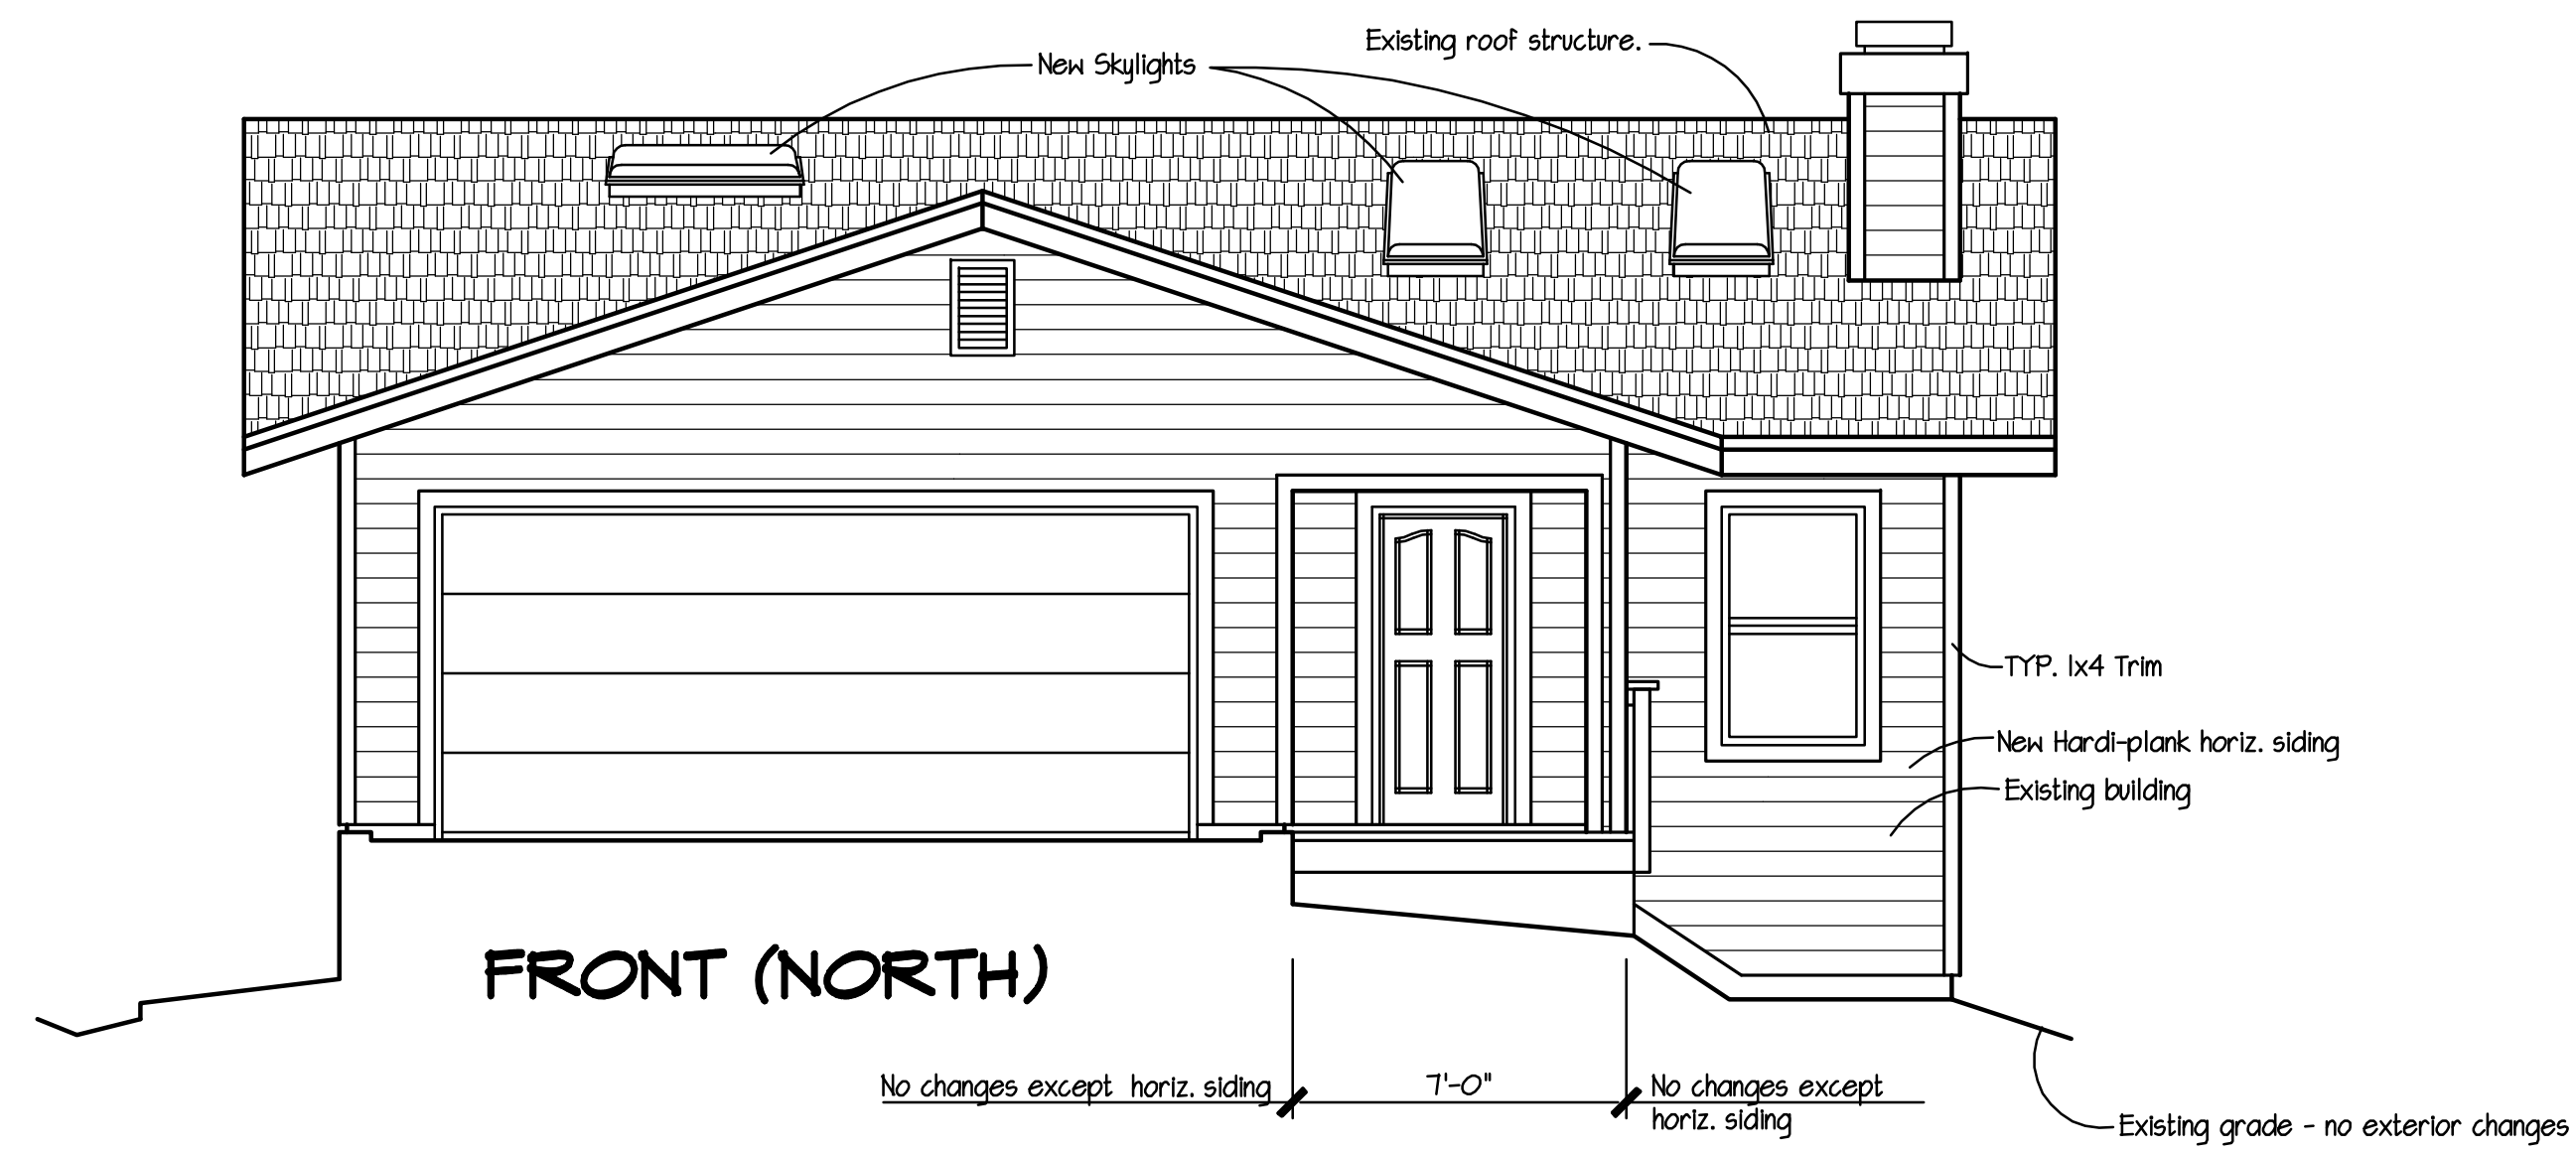 Existing roof structure.
New Skylights
TYP. 1x4 Trim
New Hardi-plank horiz. siding
Existing building
FRONT (NORTH)
No changes except horiz. siding
7'-0"
No changes except
horiz. siding
Existing grade - no exterior changes